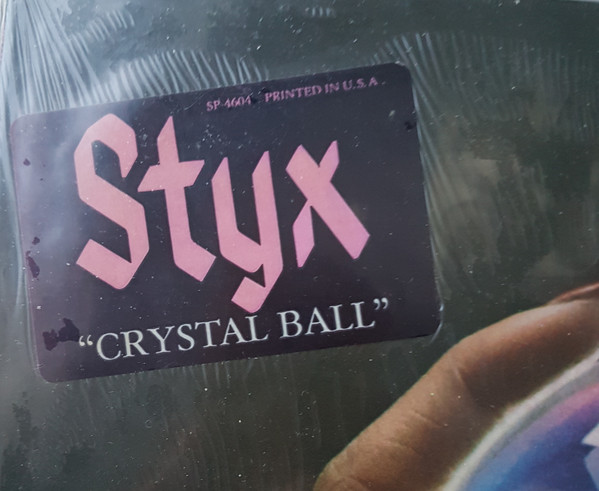 SP-4604 PRINTED IN U.S.A
Styx
“CRYSTAL BALL”